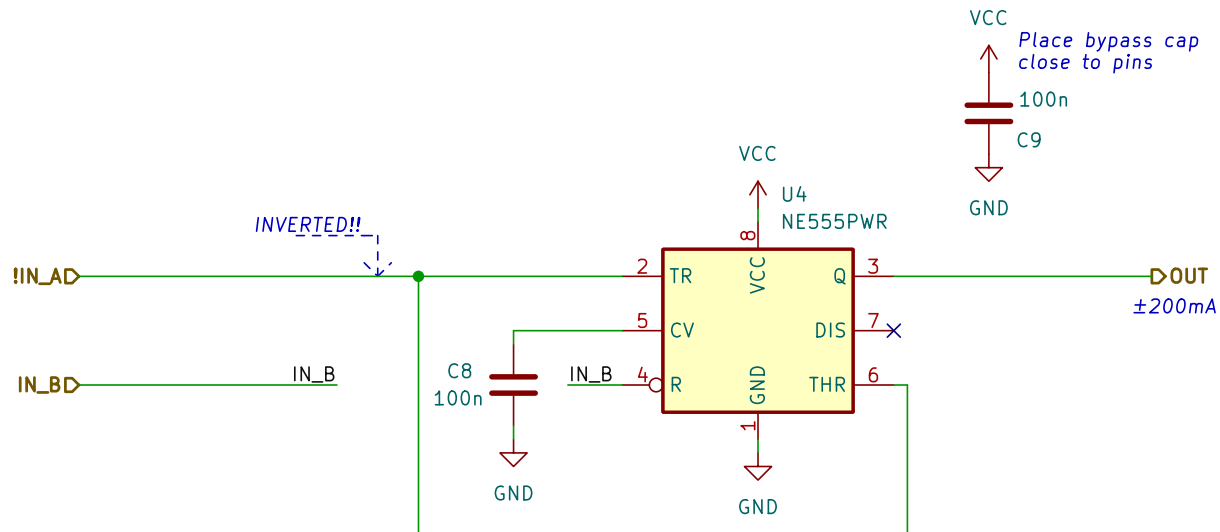 VCC
Place bypass cap
close to pins
100n
C9
GND
VCC
U4
NE555PWR
INVERTED!!
8
!IN_A
2
TR
VCC
Q
3
OUT
±200mA
5
CV
DIS
7
C8
100n
IN_B
IN_B
IN_B
4
R
GND
THR
6
1
GND
GND